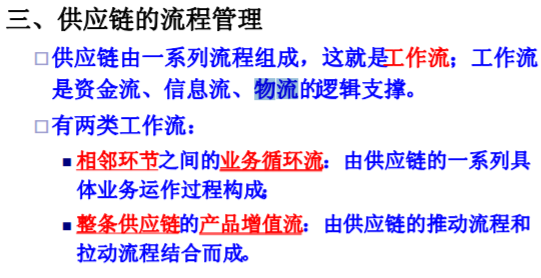 三、供应链的流程管理
供应链由一系列流程组成，这就是工作流；工作流
是资金流、信息流、物流的逻辑支撑。
有两类工作流：
相邻环节之间的业务循环流：由供应链的一系列具
体业务运作过程构成；
整条供应链的产品增值流：由供应链的推动流程和
拉动流程结合而成。